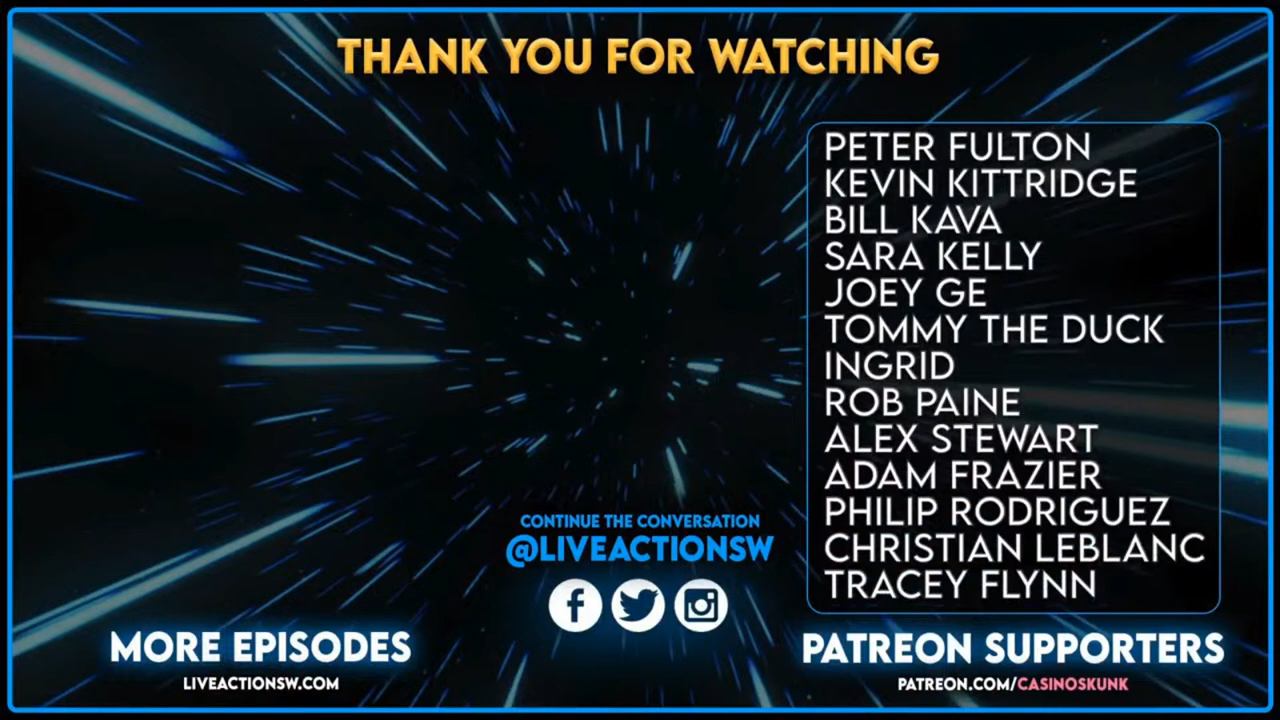 THANK YOU FOR WATCHING
PETER FULTON
KEVIN KITTRIDGE
BILL KAVA
SARA KELLY
JOEY GE
TOMMY THE DUCK
INGRID
ROB PAINE
ALEX STEWART
ADAM FRAZIER
PHILIP RODRIGUEZ
CHRISTIAN LEBLANC
TRACEY FLYNN
CONTINUE THE CONVERSATION
@LIVEACTIONSW
MORE EPISODES
LIVEACTIONSW.COM
PATREON SUPPORTERS
PATREON.COM/CASINOSKUNK